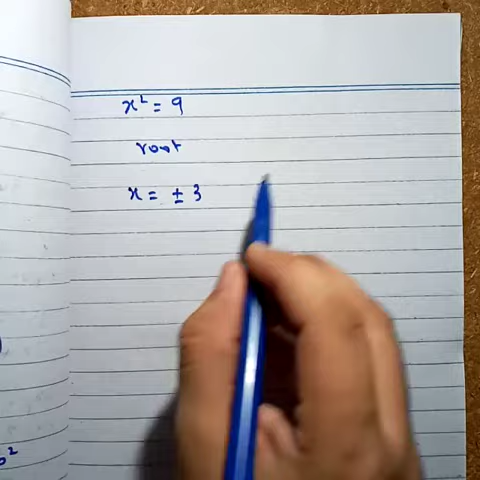 x² = 9
root
x = ± 3